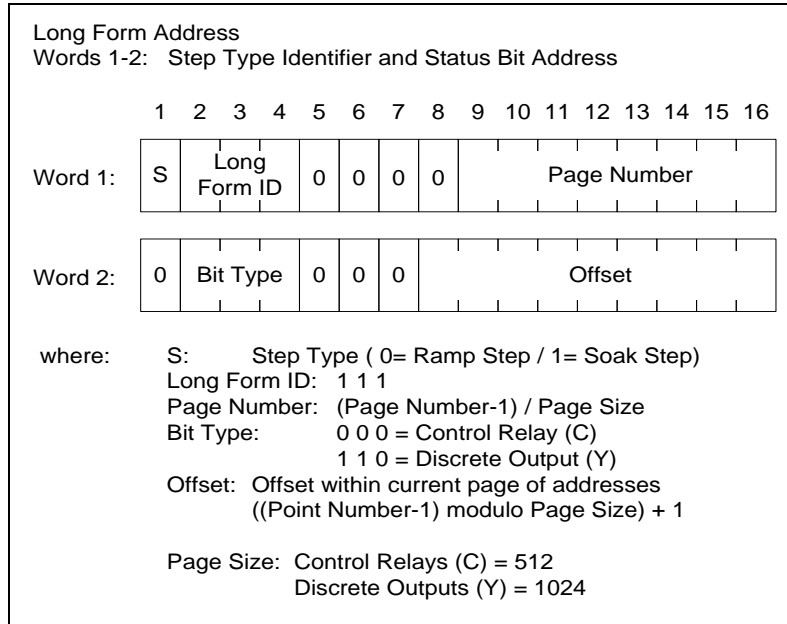 Long Form Address
Words 1-2: Step Type Identifier and Status Bit Address
1 2 3 4 5 6 7 8 9 10 11 12 13 14 15 16
Word 1: S Long Form ID 0 0 0 0 Page Number
Word 2: 0 Bit Type 0 0 0 Offset
where: S: Step Type ( 0= Ramp Step / 1= Soak Step)
Long Form ID: 1 1 1
Page Number: (Page Number-1) / Page Size
Bit Type: 0 0 0 = Control Relay (C)
1 1 0 = Discrete Output (Y)
Offset: Offset within current page of addresses
((Point Number-1) modulo Page Size) + 1
Page Size: Control Relays (C) = 512
Discrete Outputs (Y) = 1024